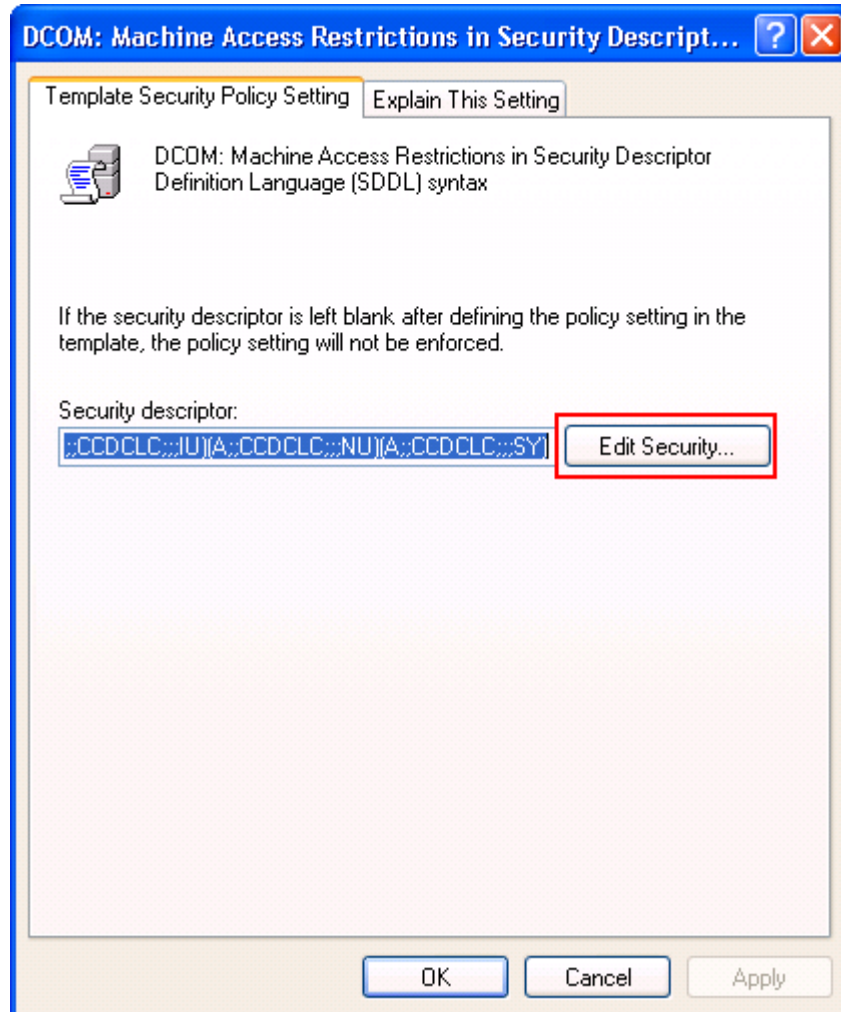 DCOM: Machine Access Restrictions in Security Descript...
Template Security Policy Setting
Explain This Setting
DCOM: Machine Access Restrictions in Security Descriptor
Definition Language (SDDL) syntax
If the security descriptor is left blank after defining the policy setting in the
template, the policy setting will not be enforced.
Security descriptor:
;;CCDCLC;;;IU)(A;;CCDCLC;;;NU)(A;;CCDCLC;;;SY)
Edit Security...
OK
Cancel
Apply